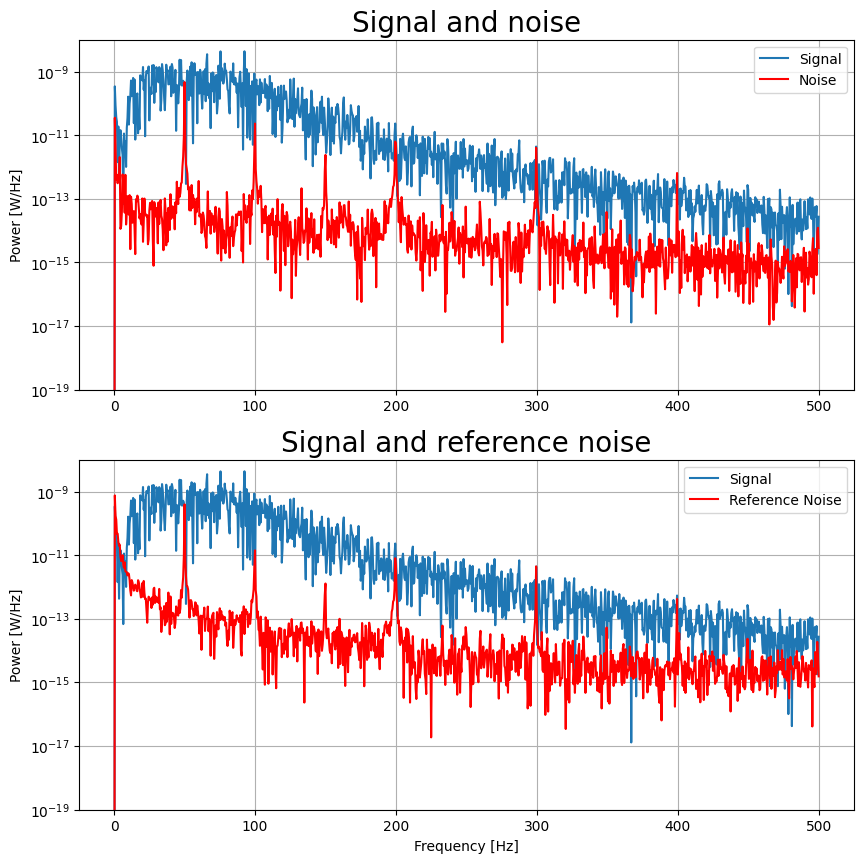 Signal and noise
Signal
Noise
Power [W/Hz]
10⁻⁹
10⁻¹¹
10⁻¹³
10⁻¹⁵
10⁻¹⁷
10⁻¹⁹
0 100 200 300 400 500
Signal and reference noise
Signal
Reference Noise
Power [W/Hz]
10⁻⁹
10⁻¹¹
10⁻¹³
10⁻¹⁵
10⁻¹⁷
10⁻¹⁹
0 100 200 300 400 500
Frequency [Hz]